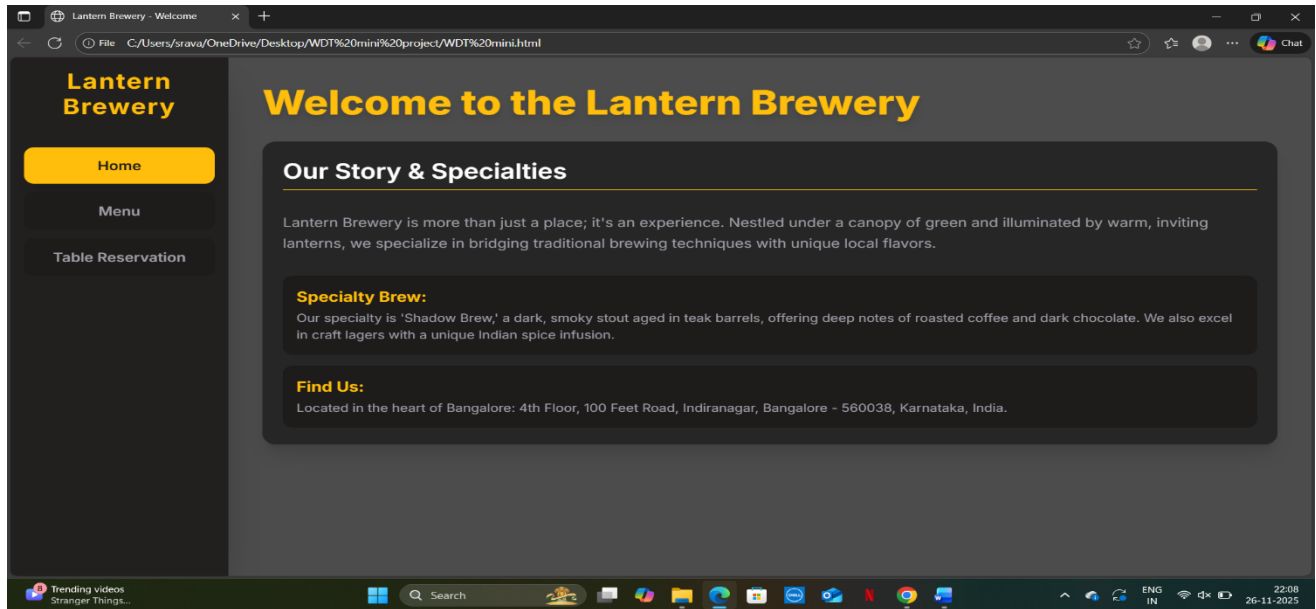 Lantern Brewery - Welcome
File C:/Users/srava/OneDrive/Desktop/WDT%20mini%20project/WDT%20mini.html
Chat
Lantern
Brewery
Home
Menu
Table Reservation
Welcome to the Lantern Brewery
Our Story & Specialties
Lantern Brewery is more than just a place; it's an experience. Nestled under a canopy of green and illuminated by warm, inviting
lanterns, we specialize in bridging traditional brewing techniques with unique local flavors.
Specialty Brew:
Our specialty is 'Shadow Brew,' a dark, smoky stout aged in teak barrels, offering deep notes of roasted coffee and dark chocolate. We also excel
in craft lagers with a unique Indian spice infusion.
Find Us:
Located in the heart of Bangalore: 4th Floor, 100 Feet Road, Indiranagar, Bangalore - 560038, Karnataka, India.
8
Trending videos
Stranger Things...
Search
DELL
N
ENG
IN
22:08
26-11-2025